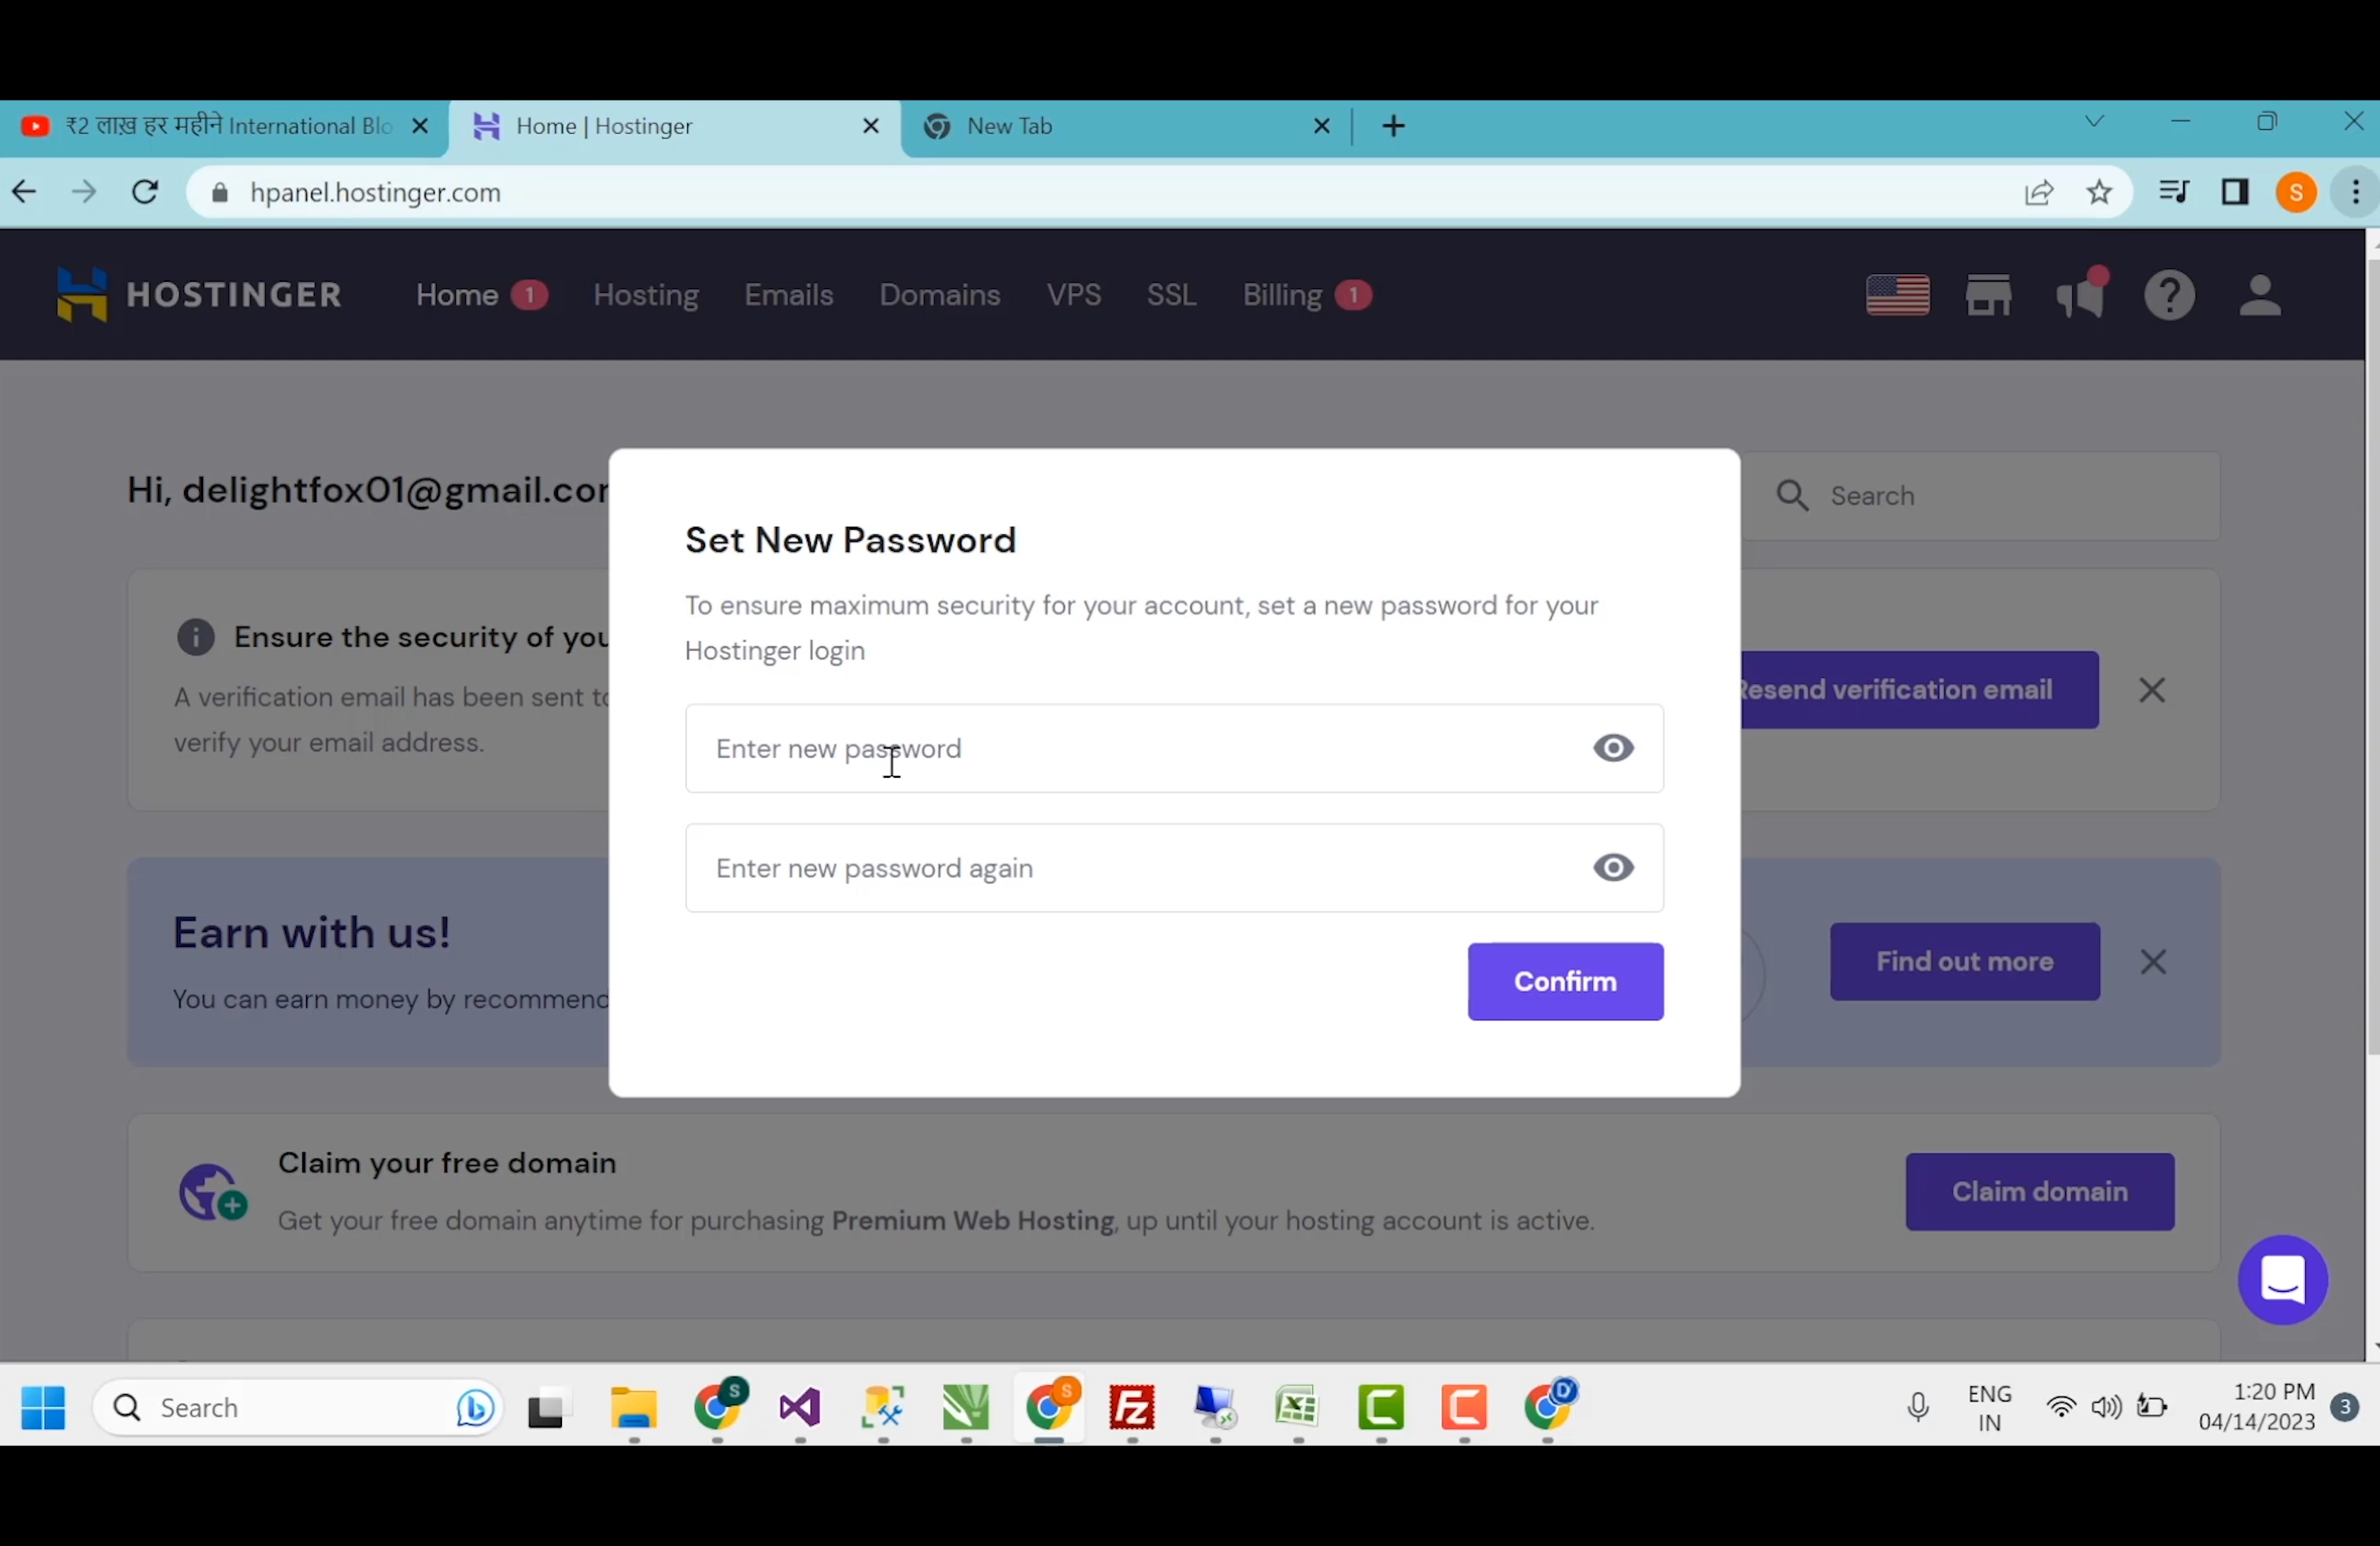 ₹2 लाख़ हर महीने International Blo
Home | Hostinger
New Tab
hpanel.hostinger.com
S
HOSTINGER
Home 1
Hosting
Emails
Domains
VPS
SSL
Billing 1
Hi, delightfox01@gmail.co
Search
Ensure the security of you
A verification email has been sent to
verify your email address.
Resend verification email
Set New Password
To ensure maximum security for your account, set a new password for your
Hostinger login
Enter new password
Enter new password again
Confirm
Earn with us!
You can earn money by recommend
Find out more
Claim your free domain
Get your free domain anytime for purchasing Premium Web Hosting, up until your hosting account is active.
Claim domain
Search
S
S
D
ENG
IN
1:20 PM
04/14/2023
3